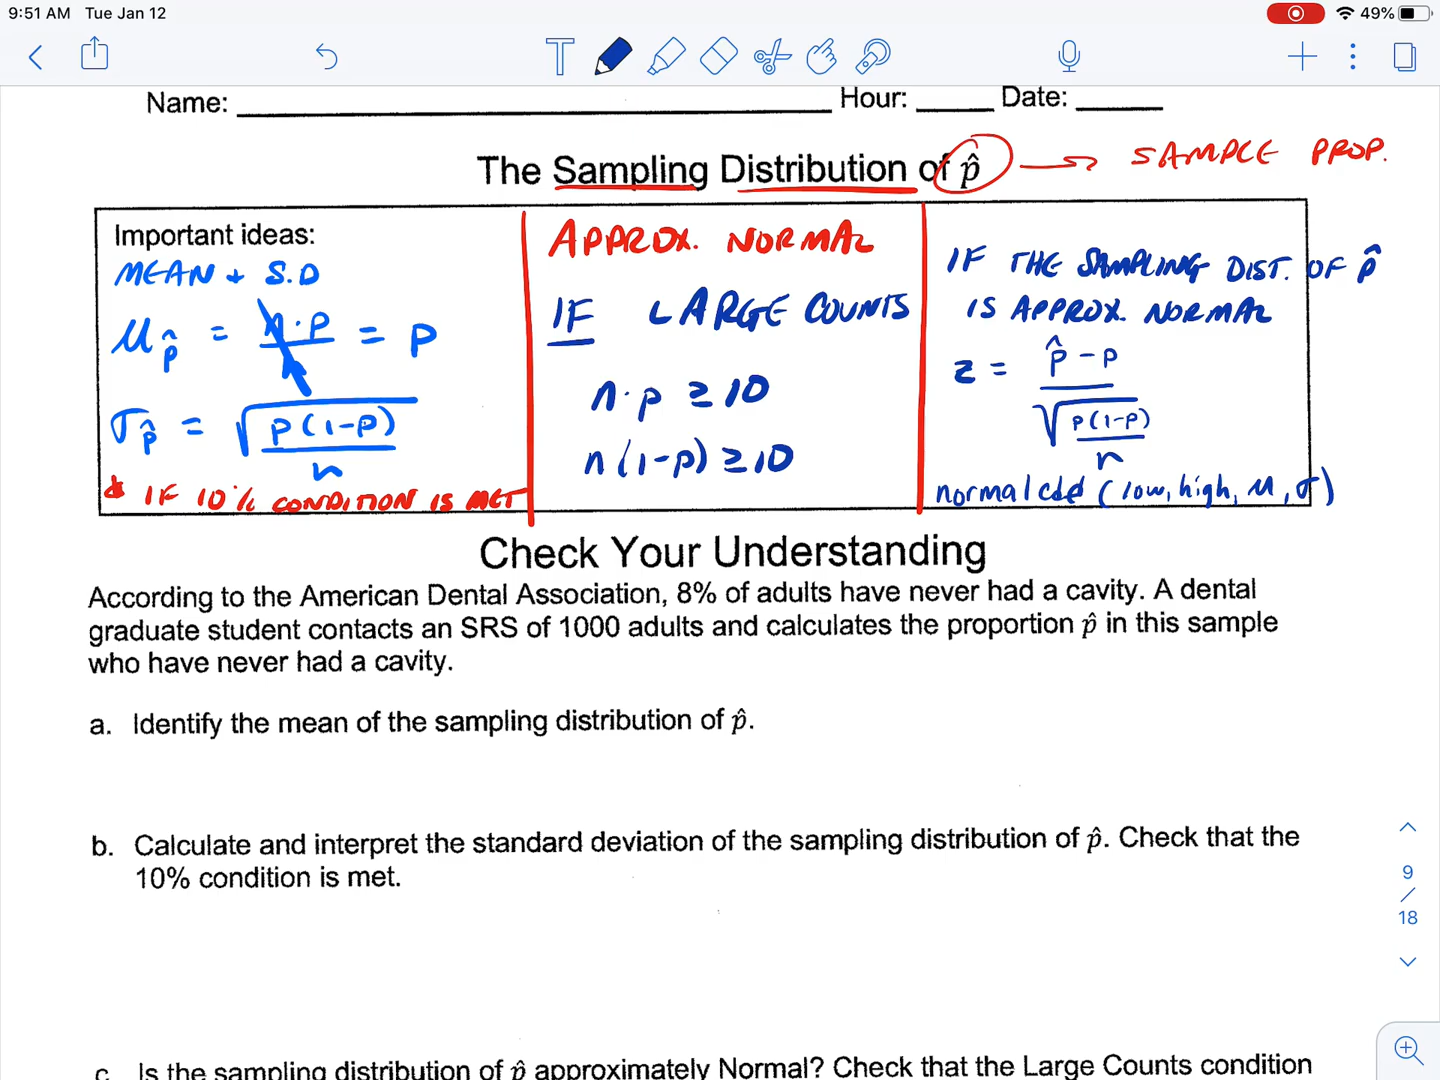 9:51 AM Tue Jan 12
49%
Name: Hour: Date:
The Sampling Distribution of p̂ → SAMPLE PROP.
Important ideas:
MEAN + S.D
μp̂ = n·p/n = p
σp̂ = √(p(1-p)/n)
* IF 10% CONDITION IS MET
APPROX. NORMAL
IF LARGE COUNTS
n·p ≥ 10
n(1-p) ≥ 10
IF THE SAMPLING DIST. OF p̂
IS APPROX. NORMAL
z = (p̂ - p)/√(p(1-p)/n)
normalcdf (low, high, μ, σ)
Check Your Understanding
According to the American Dental Association, 8% of adults have never had a cavity. A dental
graduate student contacts an SRS of 1000 adults and calculates the proportion p̂ in this sample
who have never had a cavity.
a. Identify the mean of the sampling distribution of p̂.
b. Calculate and interpret the standard deviation of the sampling distribution of p̂. Check that the
10% condition is met.
9
/
18
c. Is the sampling distribution of p̂ approximately Normal? Check that the Large Counts condition